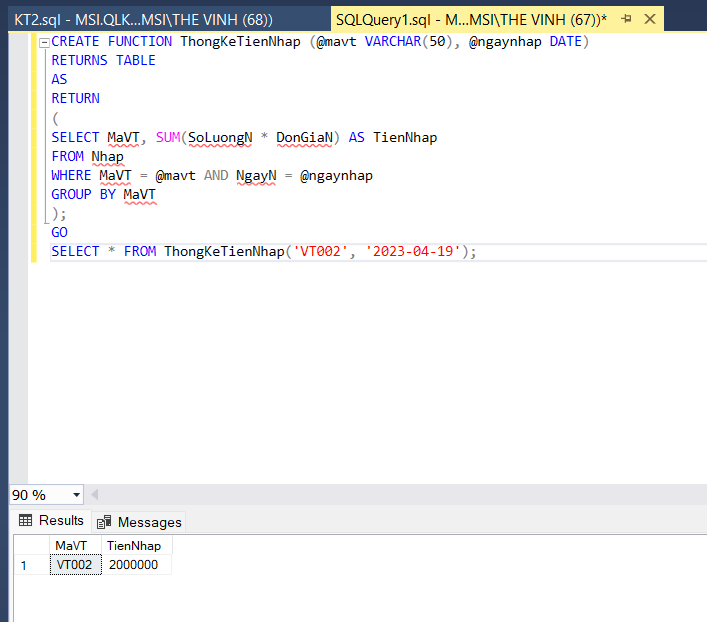 KT2.sql - MSI.QLK...MSI\THE VINH (68))
SQLQuery1.sql - M...MSI\THE VINH (67))*
CREATE FUNCTION ThongKeTienNhap (@mavt VARCHAR(50), @ngaynhap DATE)
RETURNS TABLE
AS
RETURN
(
SELECT MaVT, SUM(SoLuongN * DonGiaN) AS TienNhap
FROM Nhap
WHERE MaVT = @mavt AND NgayN = @ngaynhap
GROUP BY MaVT
);
GO
SELECT * FROM ThongKeTienNhap('VT002', '2023-04-19');
90 %
Results Messages
MaVT TienNhap
1 VT002 2000000